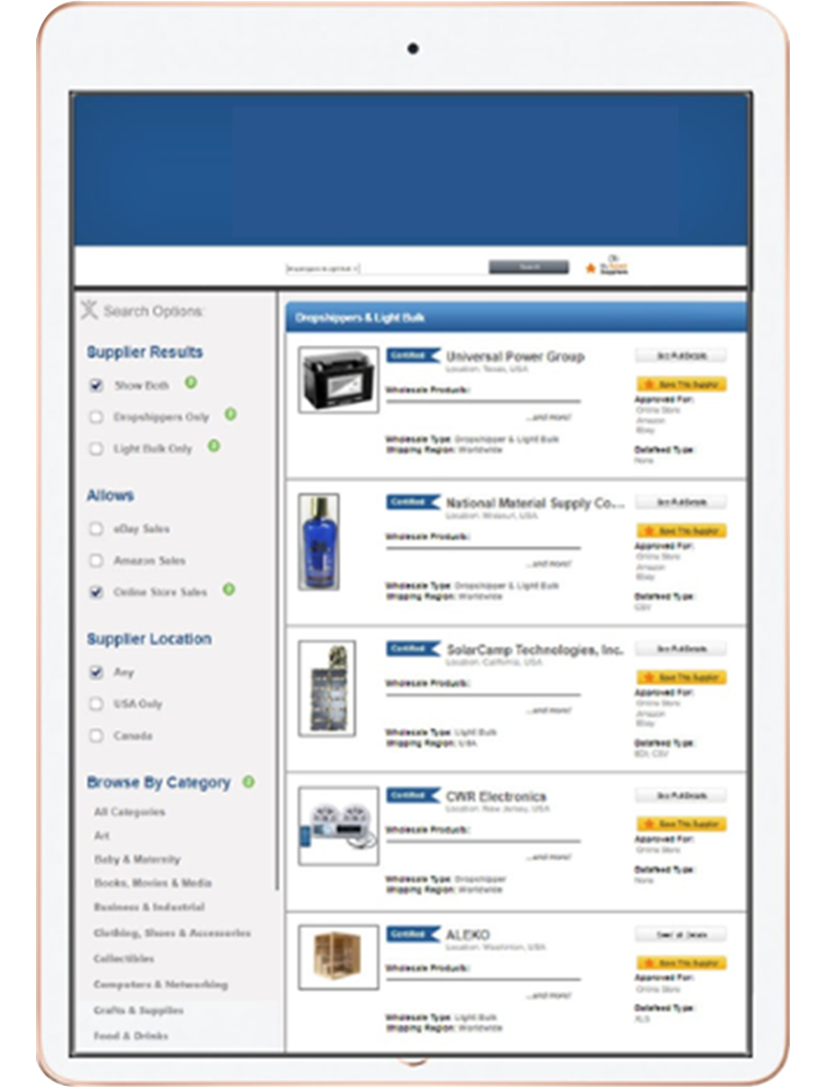 Search
My
Suppliers
Search Options:
Supplier Results
Show Both
Dropshippers Only
Light Bulk Only
Allows
eBay Sales
Amazon Sales
Online Store Sales
Supplier Location
Any
USA Only
Canada
Browse By Category
All Categories
Art
Baby & Maternity
Books, Movies & Media
Business & Industrial
Clothing, Shoes & Accessories
Collectibles
Computers & Networking
Crafts & Supplies
Food & Drinks
Dropshippers & Light Bulk
Certified Universal Power Group
Location: Texas, USA
Wholesale Products:
...and more!
Wholesale Type: Dropshipper & Light Bulk
Shipping Region: Worldwide
See Full Details
Save This Supplier
Approved For:
Online Store
Amazon
eBay
Datafeed Type:
None
Certified National Material Supply Co...
Location: Missouri, USA
Wholesale Products:
...and more!
Wholesale Type: Dropshipper & Light Bulk
Shipping Region: Worldwide
See Full Details
Save This Supplier
Approved For:
Online Store
Amazon
eBay
Datafeed Type:
CSV
Certified SolarCamp Technologies, Inc.
Location: California, USA
Wholesale Products:
...and more!
Wholesale Type: Light Bulk
Shipping Region: USA
See Full Details
Save This Supplier
Approved For:
Online Store
Amazon
eBay
Datafeed Type:
EDI, CSV
Certified CWR Electronics
Location: New Jersey, USA
Wholesale Products:
...and more!
Wholesale Type: Dropshipper
Shipping Region: Worldwide
See Full Details
Save This Supplier
Approved For:
Online Store
Datafeed Type:
None
Certified ALEKO
Location: Washinton, USA
Wholesale Products:
...and more!
Wholesale Type: Light Bulk
Shipping Region: Worldwide
Details
Save This Supplier
Approved For:
Online Store
Datafeed Type: